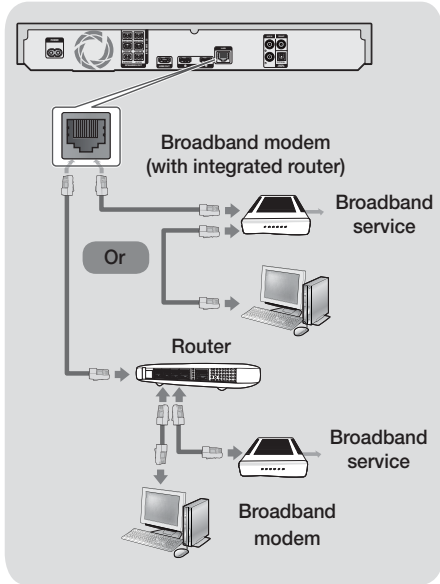 Broadband modem
(with integrated router)
Broadband
service
Or
Router
Broadband
service
Broadband
modem